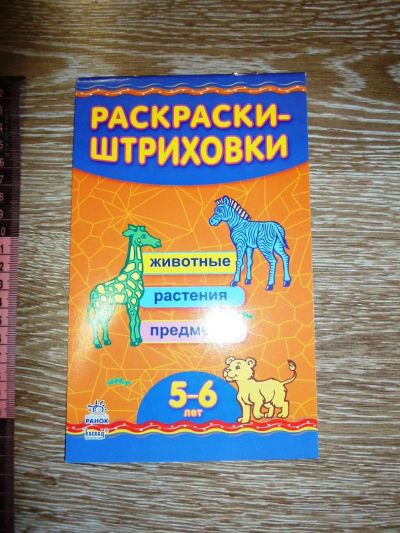 РАСКРАСКИ-
ШТРИХОВКИ
животные
растения
5-6
лет
РАНОК